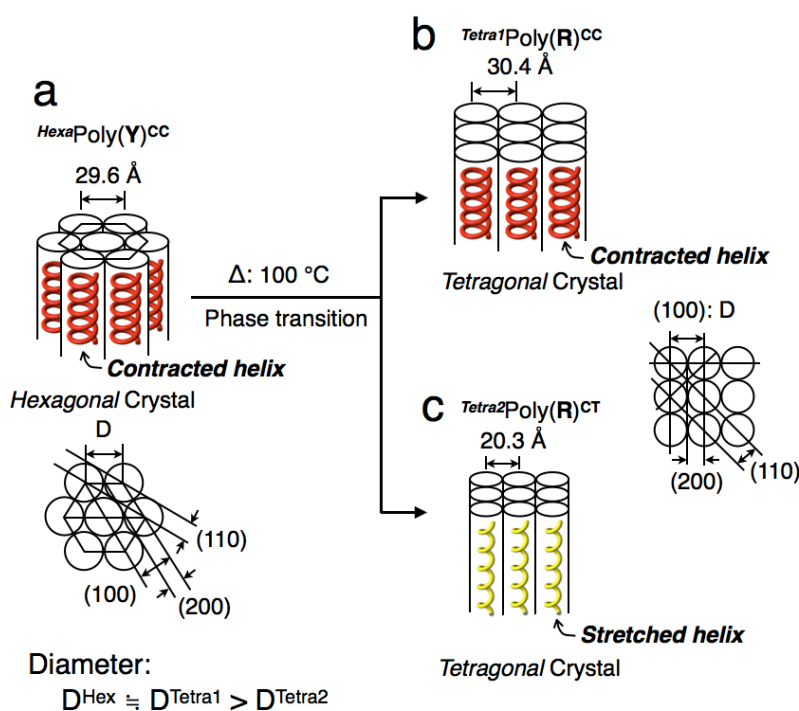 a
HexaPoly(Y)CC
29.6 Å
Contracted helix
Hexagonal Crystal
D
(110)
(100)
(200)
Diameter:
DHex ≒ DTetra1 > DTetra2
Δ: 100 °C
Phase transition
b
Tetra1Poly(R)CC
30.4 Å
Contracted helix
Tetragonal Crystal
(100): D
(110)
(200)
c
Tetra2Poly(R)CT
20.3 Å
Stretched helix
Tetragonal Crystal